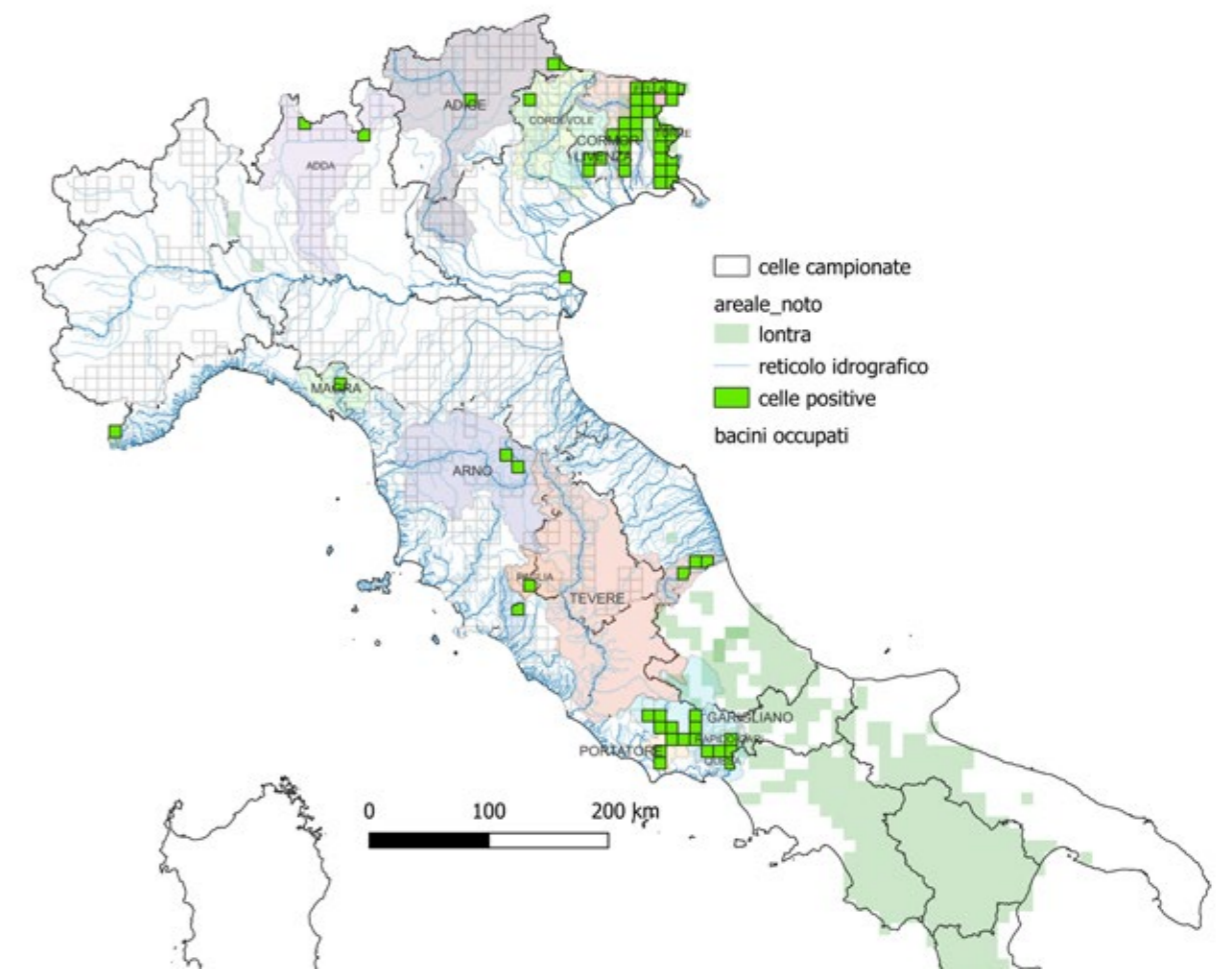 ADIGE
CORDEVOLE
CORMOR
LIVENZA
ADDA
celle campionate
areale_noto
lontra
reticolo idrografico
celle positive
bacini occupati
MAGRA
ARNO
PAGLIA
TEVERE
GARIGLIANO
PORTATORE
0 100 200 km